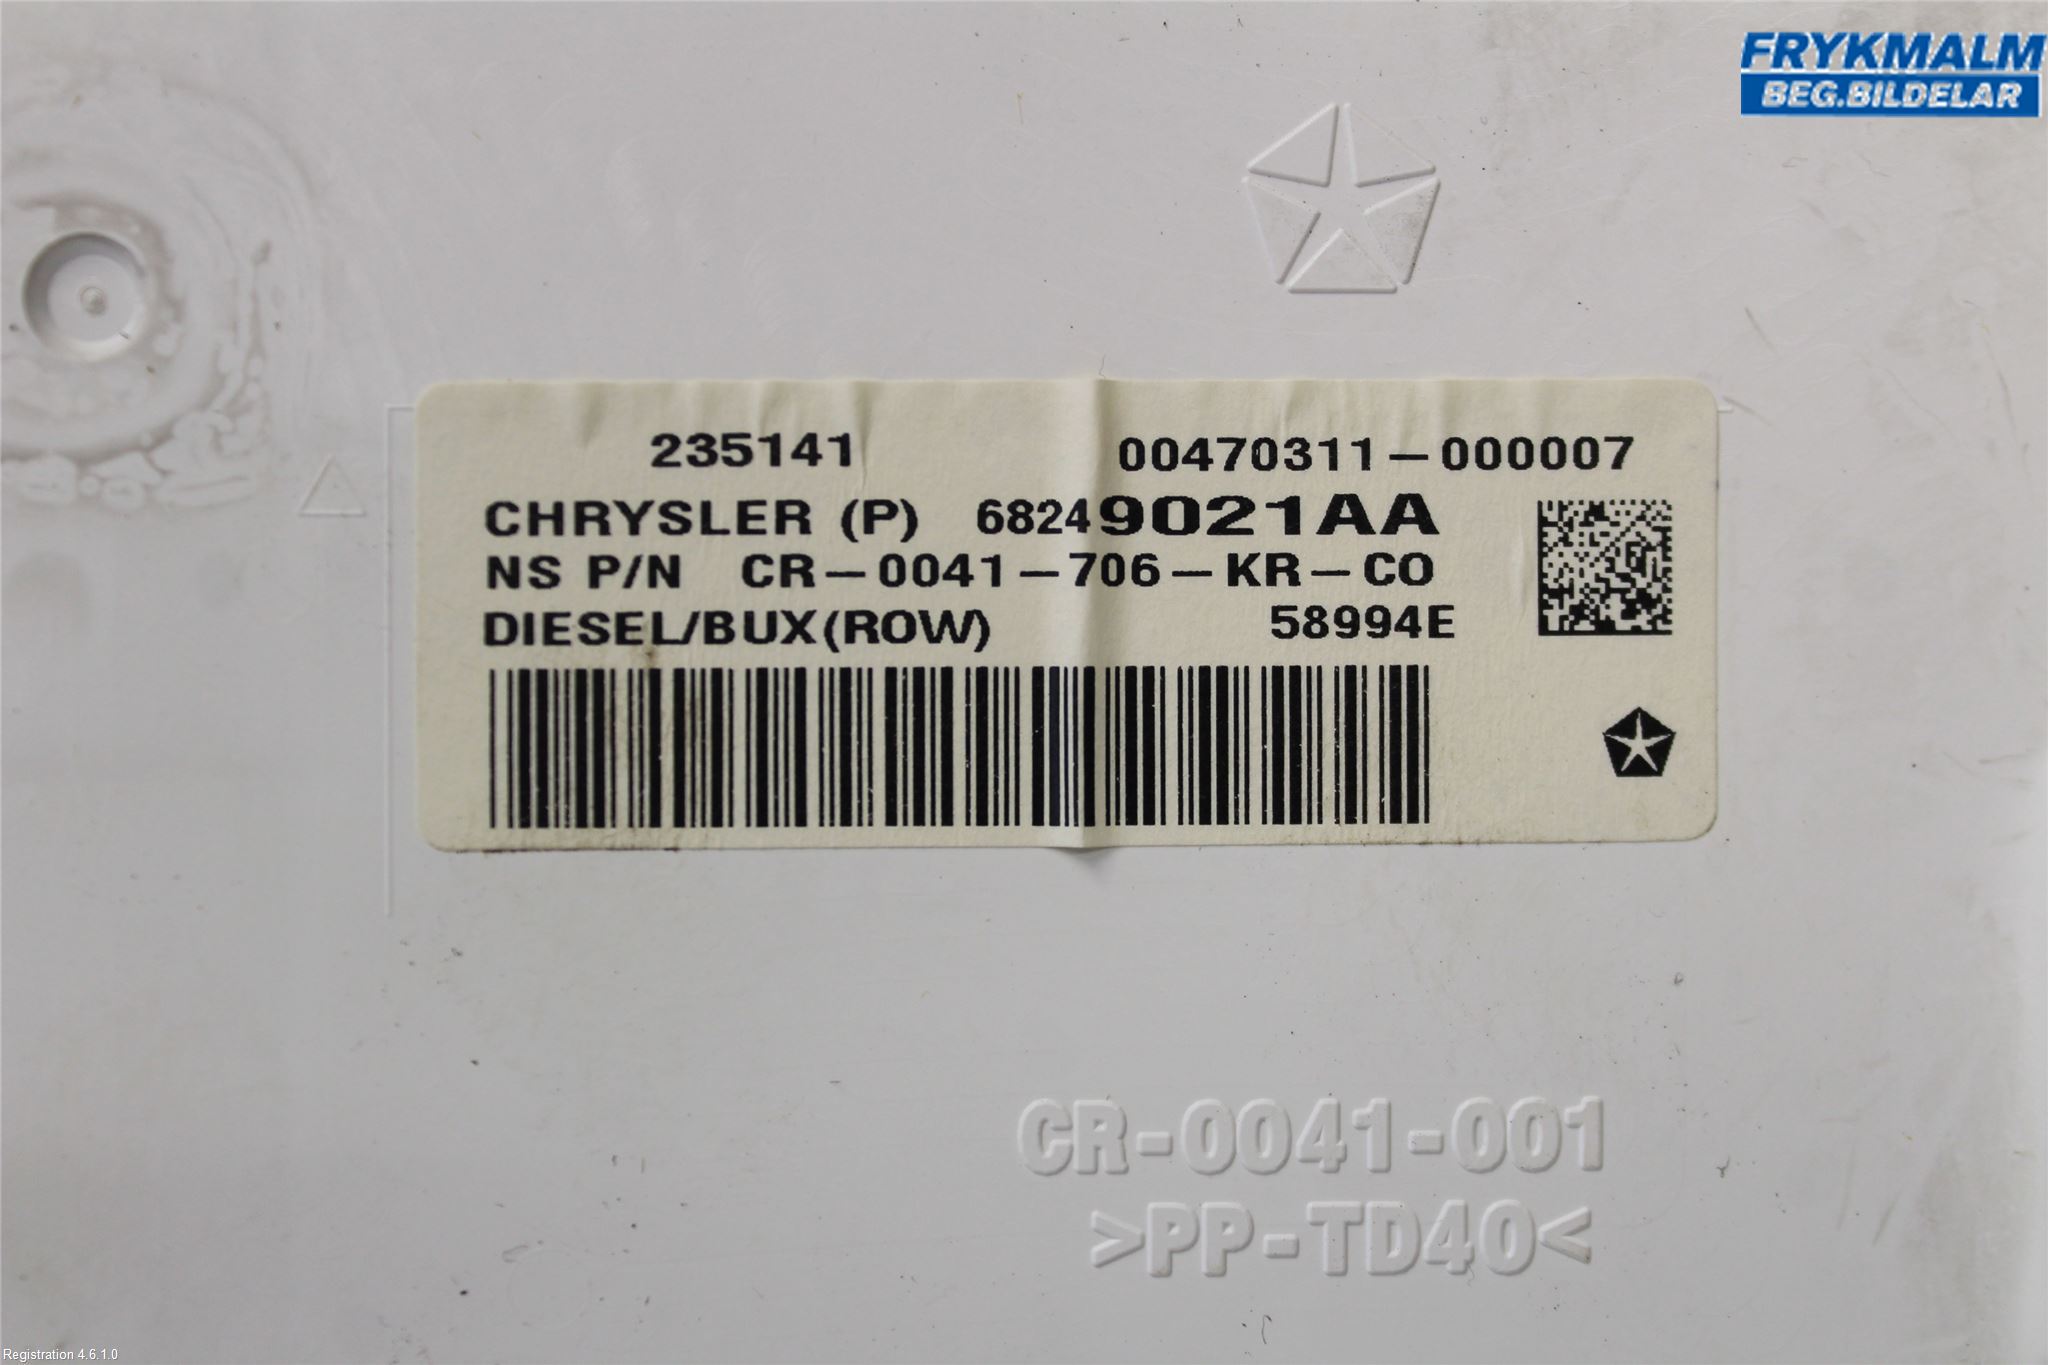 FRYKMALM
BEG.BILDELAR
235141 00470311-000007
CHRYSLER (P) 68249021AA
NS P/N CR-0041-706-KR-CO
DIESEL/BUX(ROW) 58994E
CR-0041-001
>PP-TD40<
Registration 4.6.1.0